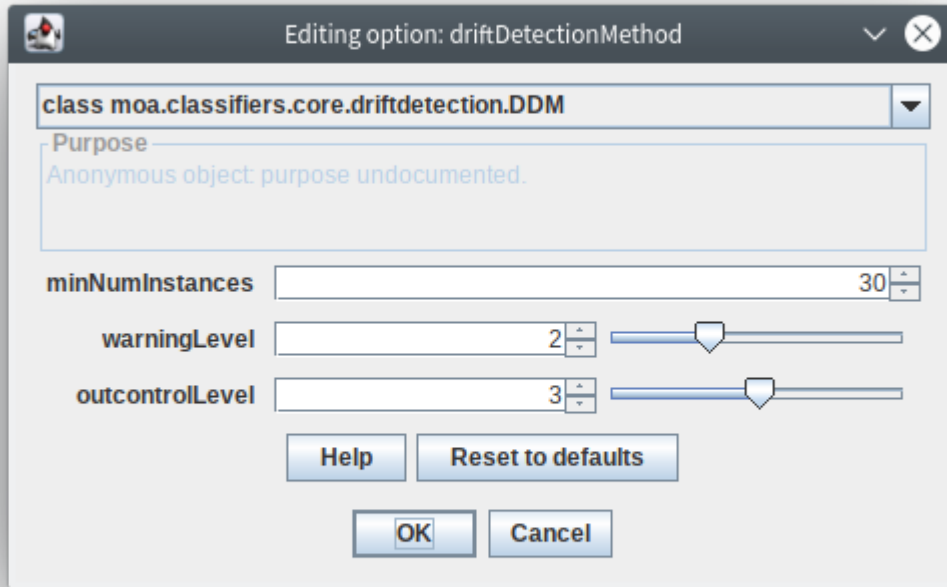 Editing option: driftDetectionMethod
class moa.classifiers.core.driftdetection.DDM
Purpose
Anonymous object: purpose undocumented.
minNumInstances 30
warningLevel 2
outcontrolLevel 3
Help Reset to defaults
OK Cancel